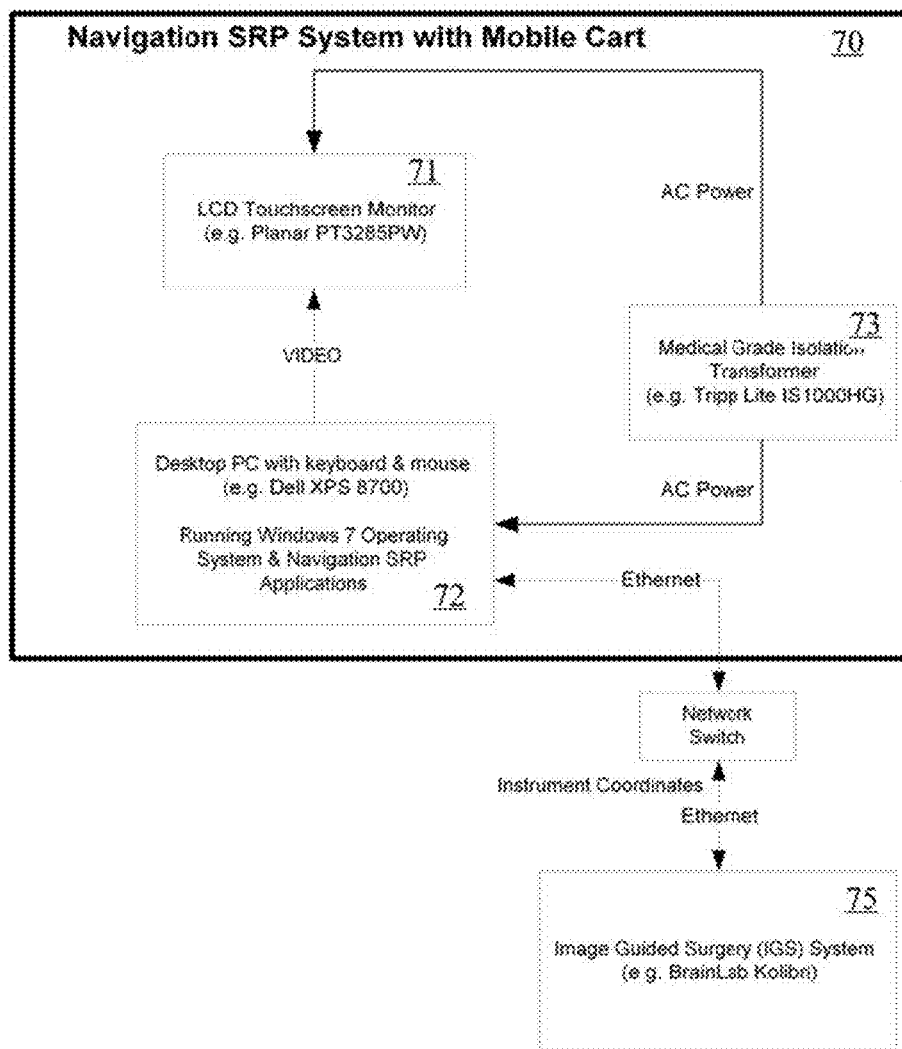 Navigation SRP System with Mobile Cart
70
71
LCD Touchscreen Monitor
(e.g. Planar PT3285PW)
AC Power
VIDEO
73
Medical Grade Isolation
Transformer
(e.g. Tripp Lite IS1000HG)
Desktop PC with keyboard & mouse
(e.g. Dell XPS 8700)
AC Power
Running Windows 7 Operating
System & Navigation SRP
Applications
72
Ethernet
Network
Switch
Instrument Coordinates
Ethernet
75
Image Guided Surgery (IGS) System
(e.g. BrainLab Kolibri)